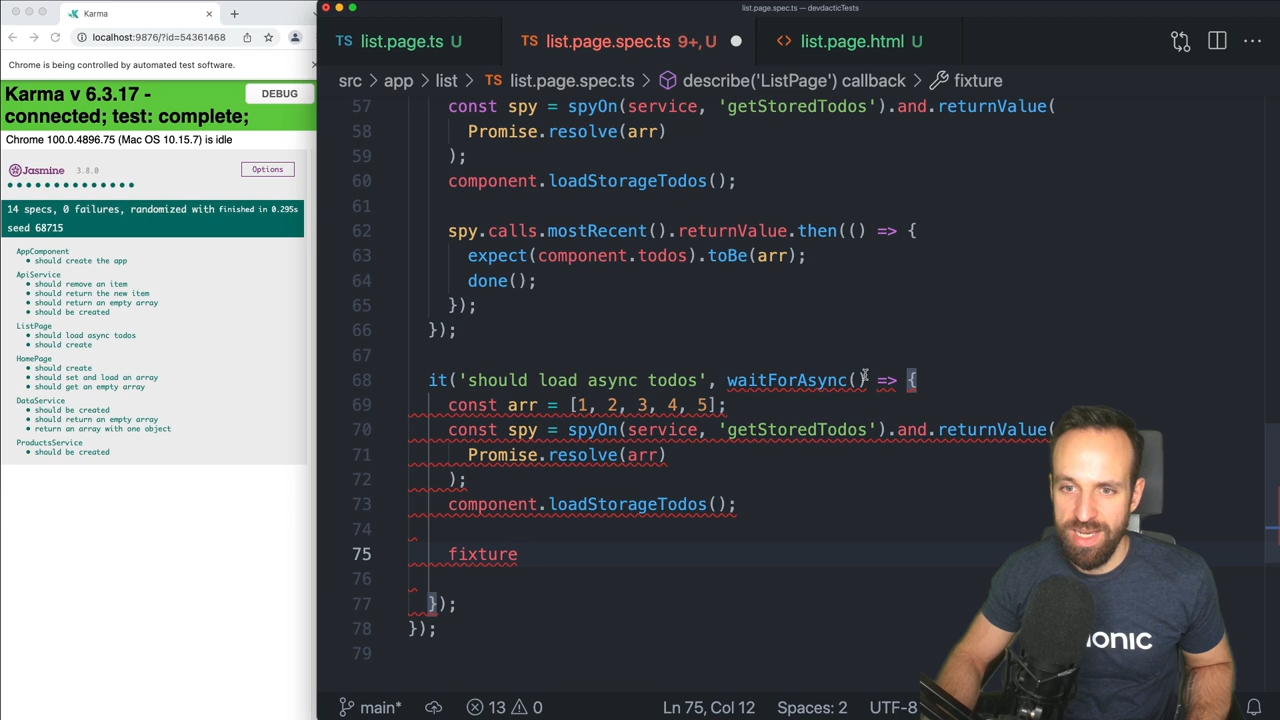 list.page.spec.ts — devdacticTests
Karma
localhost:9876/?id=54361468
Chrome is being controlled by automated test software.
Karma v 6.3.17 -
connected; test: complete;
DEBUG
Chrome 100.0.4896.75 (Mac OS 10.15.7) is idle
Jasmine 3.8.0
Options
14 specs, 0 failures, randomized with
seed 68715
finished in 0.295s
AppComponent
should create the app
ApiService
should remove an item
should return the new item
should return an empty array
should be created
ListPage
should load async todos
should create
HomePage
should create
should set and load an array
should get an empty array
DataService
should be created
should return an empty array
return an array with one object
ProductsService
should be created
TS list.page.ts U
TS list.page.spec.ts 9+, U
<> list.page.html U
src > app > list > TS list.page.spec.ts > describe('ListPage') callback > fixture
57 const spy = spyOn(service, 'getStoredTodos').and.returnValue(
58 Promise.resolve(arr)
59 );
60 component.loadStorageTodos();
61
62 spy.calls.mostRecent().returnValue.then(() => {
63 expect(component.todos).toBe(arr);
64 done();
65 });
66 });
67
68 it('should load async todos', waitForAsync() => {
69 const arr = [1, 2, 3, 4, 5];
70 const spy = spyOn(service, 'getStoredTodos').and.returnValue(
71 Promise.resolve(arr)
72 );
73 component.loadStorageTodos();
74
75 fixture
76
77 });
78 });
79
main* 13 0 Ln 75, Col 12 Spaces: 2 UTF-8
IONIC